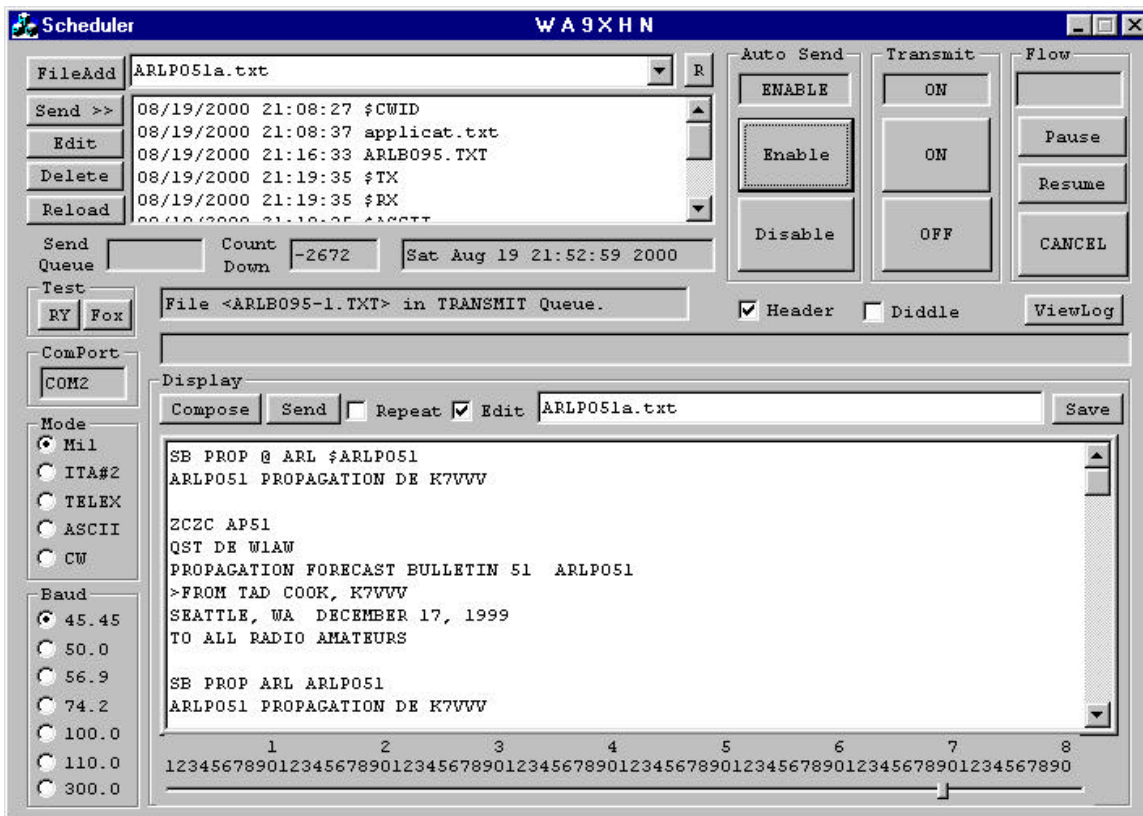 Scheduler WA9XHN
FileAdd ARLP051a.txt R
Send >>
Edit
Delete
Reload
08/19/2000 21:08:27 $CWID
08/19/2000 21:08:37 applicat.txt
08/19/2000 21:16:33 ARLB095.TXT
08/19/2000 21:19:35 $TX
08/19/2000 21:19:35 $RX
Auto Send
ENABLE
Enable
Disable
Transmit
ON
ON
OFF
Flow
Pause
Resume
CANCEL
Send Queue
Count Down -2672
Sat Aug 19 21:52:59 2000
Test
RY Fox
File <ARLB095-1.TXT> in TRANSMIT Queue.
Header Diddle ViewLog
ComPort
COM2
Mode
Mil
ITA#2
TELEX
ASCII
CW
Baud
45.45
50.0
56.9
74.2
100.0
110.0
300.0
Display
Compose Send Repeat Edit ARLP051a.txt Save
SB PROP @ ARL $ARLP051
ARLP051 PROPAGATION DE K7VVV
ZCZC AP51
QST DE W1AW
PROPAGATION FORECAST BULLETIN 51 ARLP051
>FROM TAD COOK, K7VVV
SEATTLE, WA DECEMBER 17, 1999
TO ALL RADIO AMATEURS
SB PROP ARL ARLP051
ARLP051 PROPAGATION DE K7VVV
1 2 3 4 5 6 7 8
12345678901234567890123456789012345678901234567890123456789012345678901234567890